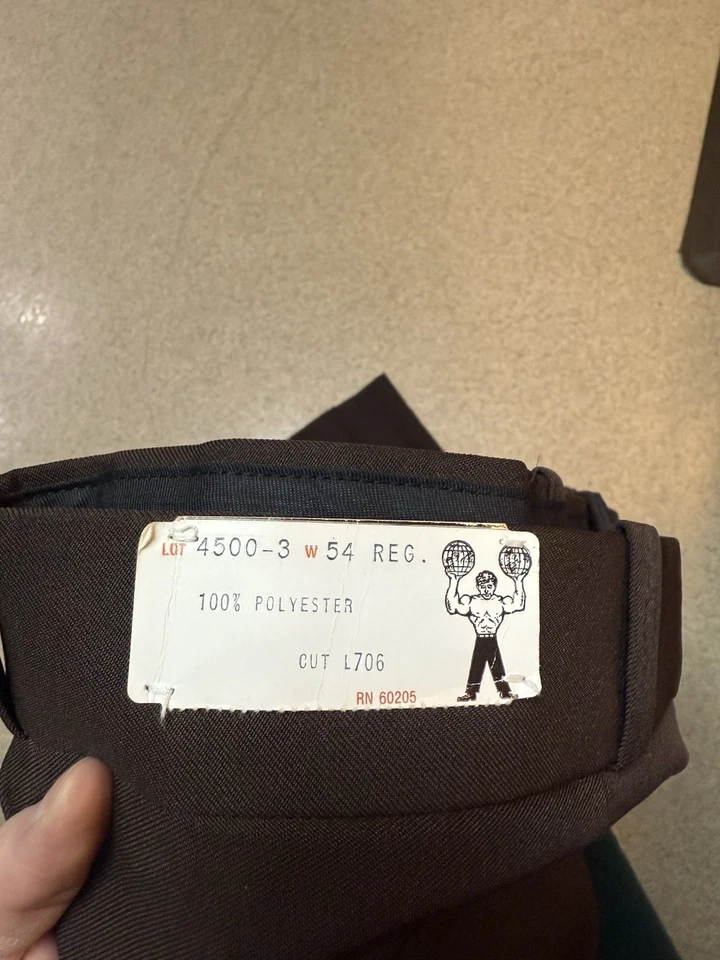 LOT 4500-3 W 54 REG.
100% POLYESTER
CUT L706
RN 60205